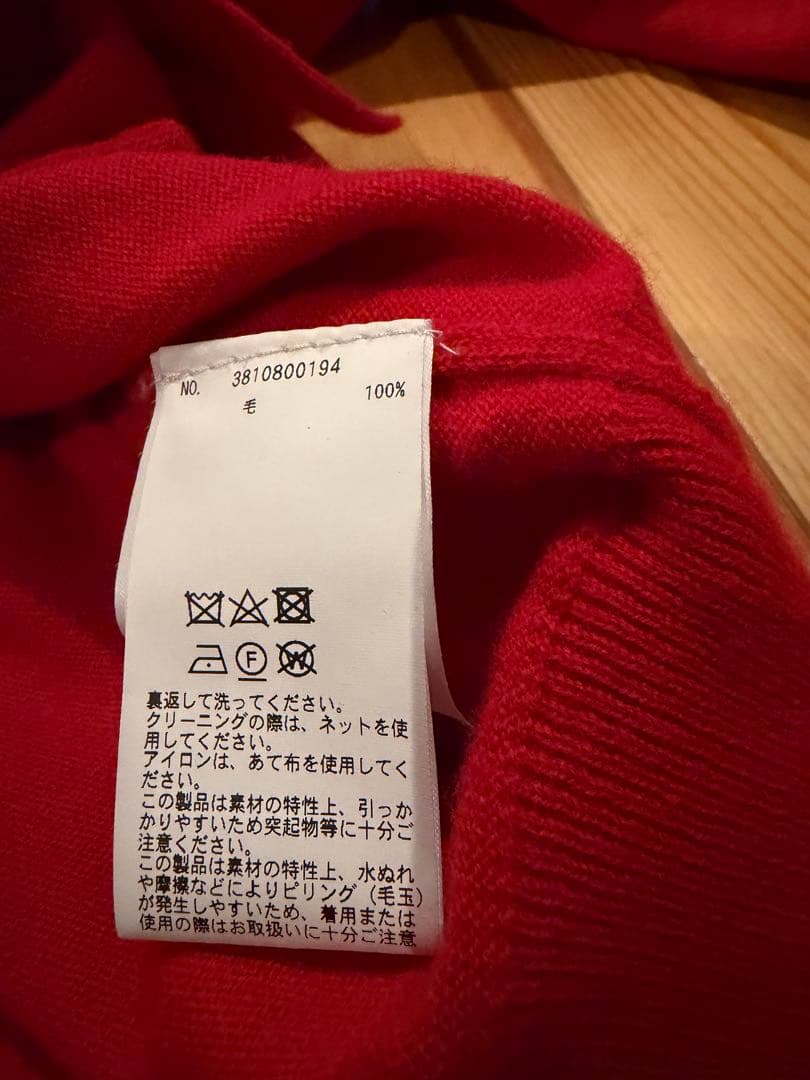 NO. 3810800194
毛 100%
F
W
裏返して洗ってください。
クリーニングの際は、ネットを使
用してください。
アイロンは、あて布を使用してく
ださい。
この製品は素材の特性上、引っか
かりやすいため突起物等に十分ご
注意ください。
この製品は素材の特性上、水ぬれ
や摩擦などによりピリング（毛玉）
が発生しやすいため、着用または
使用の際はお取扱いに十分ご注意